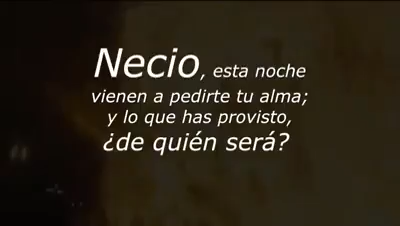 Necio, esta noche
vienen a pedirte tu alma;
y lo que has provisto,
¿de quién será?